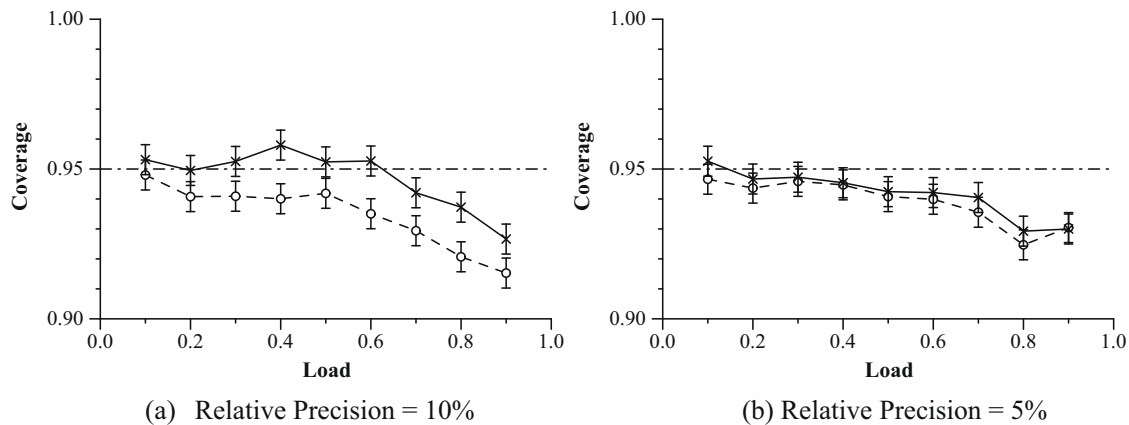 1.00
0.95
0.90
Coverage
0.0 0.2 0.4 0.6 0.8 1.0
Load
(a) Relative Precision = 10%
1.00
0.95
0.90
Coverage
0.0 0.2 0.4 0.6 0.8 1.0
Load
(b) Relative Precision = 5%